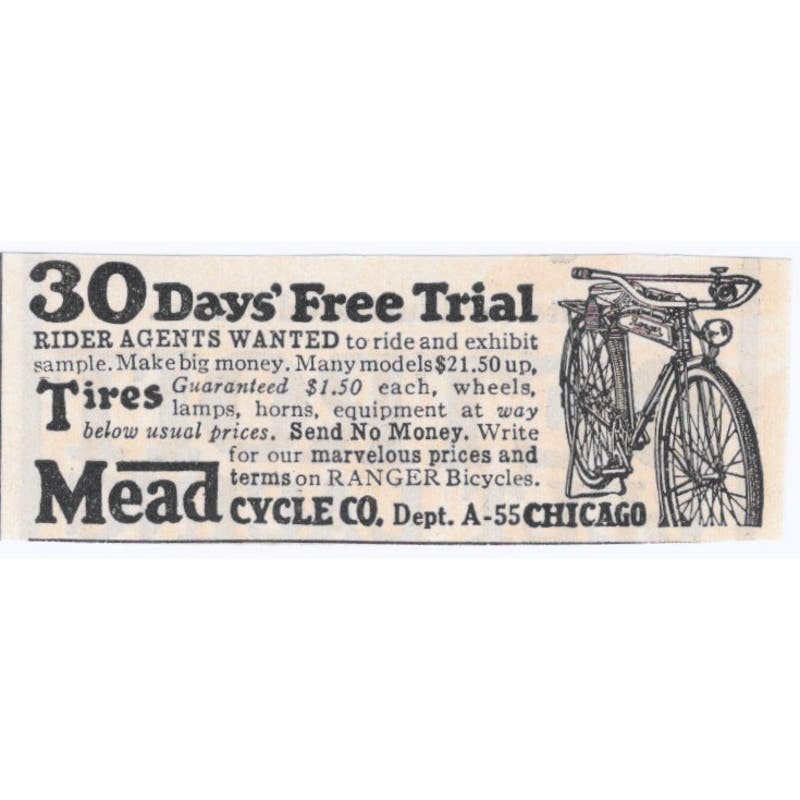 30 Days' Free Trial
RIDER AGENTS WANTED to ride and exhibit
sample. Make big money. Many models $21.50 up,
Tires Guaranteed $1.50 each, wheels,
lamps, horns, equipment at way
below usual prices. Send No Money. Write
for our marvelous prices and
terms on RANGER Bicycles.
Mead CYCLE CO. Dept. A-55 CHICAGO
Ranger